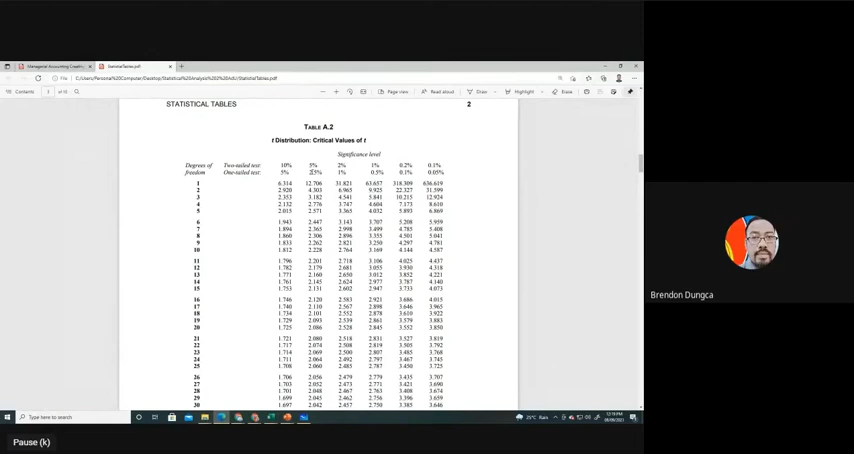 Managerial Accounting Creatin
StatisticalTables.pdf
File
C:/Users/Personal%20Computer/Desktop/Statistical%20Analysis%202%20AdU/StatisticalTables.pdf
Contents
Page view
Read aloud
Draw
Highlight
Erase
STATISTICAL TABLES 2
TABLE A.2
t Distribution: Critical Values of t
Significance level
Degrees of Two-tailed test: 10% 5% 2% 1% 0.2% 0.1%
freedom One-tailed test: 5% 2.5% 1% 0.5% 0.1% 0.05%
1 6.314 12.706 31.821 63.657 318.309 636.619
2 2.920 4.303 6.965 9.925 22.327 31.599
3 2.353 3.182 4.541 5.841 10.215 12.924
4 2.132 2.776 3.747 4.604 7.173 8.610
5 2.015 2.571 3.365 4.032 5.893 6.869
6 1.943 2.447 3.143 3.707 5.208 5.959
7 1.894 2.365 2.998 3.499 4.785 5.408
8 1.860 2.306 2.896 3.355 4.501 5.041
9 1.833 2.262 2.821 3.250 4.297 4.781
10 1.812 2.228 2.764 3.169 4.144 4.587
11 1.796 2.201 2.718 3.106 4.025 4.437
12 1.782 2.179 2.681 3.055 3.930 4.318
13 1.771 2.160 2.650 3.012 3.852 4.221
14 1.761 2.145 2.624 2.977 3.787 4.140
15 1.753 2.131 2.602 2.947 3.733 4.073
16 1.746 2.120 2.583 2.921 3.686 4.015
17 1.740 2.110 2.567 2.898 3.646 3.965
18 1.734 2.101 2.552 2.878 3.610 3.922
19 1.729 2.093 2.539 2.861 3.579 3.883
20 1.725 2.086 2.528 2.845 3.552 3.850
21 1.721 2.080 2.518 2.831 3.527 3.819
22 1.717 2.074 2.508 2.819 3.505 3.792
23 1.714 2.069 2.500 2.807 3.485 3.768
24 1.711 2.064 2.492 2.797 3.467 3.745
25 1.708 2.060 2.485 2.787 3.450 3.725
26 1.706 2.056 2.479 2.779 3.435 3.707
27 1.703 2.052 2.473 2.771 3.421 3.690
28 1.701 2.048 2.467 2.763 3.408 3.674
29 1.699 2.045 2.462 2.756 3.396 3.659
30 1.697 2.042 2.457 2.750 3.385 3.646
Type here to search
25°C Rain
12:19 PM
Brendon Dungca
Pause (k)